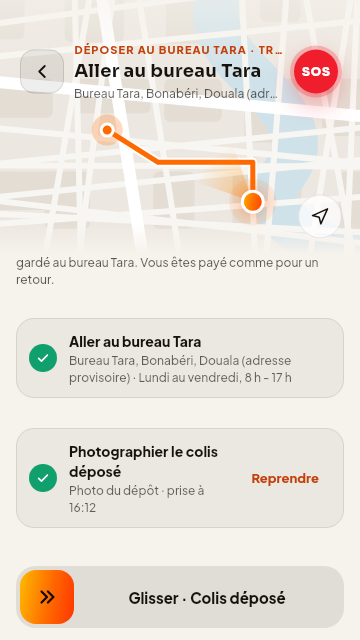 DÉPOSER AU BUREAU TARA · TR…
Aller au bureau Tara
Bureau Tara, Bonabéri, Douala (adr…
SOS
gardé au bureau Tara. Vous êtes payé comme pour un
retour.
Aller au bureau Tara
Bureau Tara, Bonabéri, Douala (adresse
provisoire) · Lundi au vendredi, 8 h – 17 h
Photographier le colis
déposé
Photo du dépôt · prise à
16:12
Reprendre
Glisser · Colis déposé